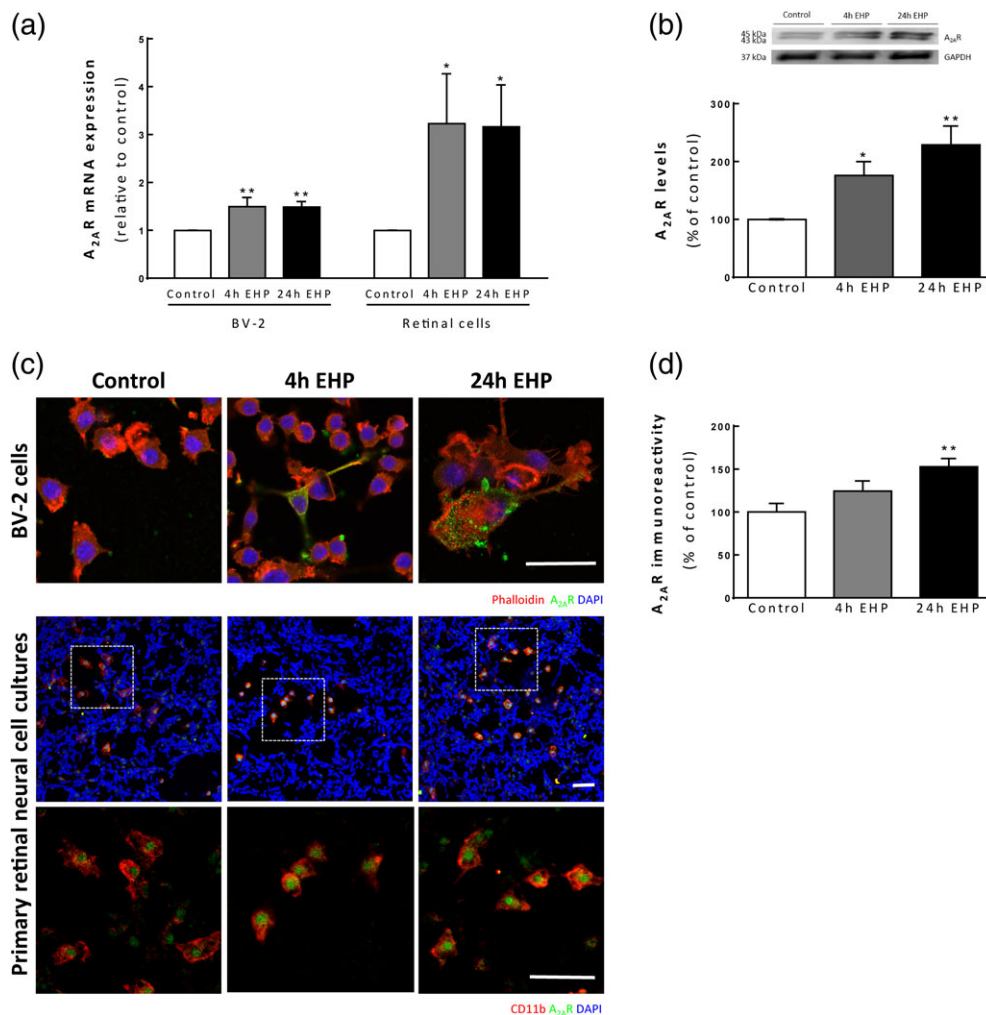 (a)
A2AR mRNA expression
(relative to control)
5
4
3
2
1
0
**
**
*
*
Control 4h EHP 24h EHP
Control 4h EHP 24h EHP
BV-2
Retinal cells
(b)
Control 4h EHP 24h EHP
45 kDa
43 kDa
A2AR
37 kDa
GAPDH
A2AR levels
(% of control)
300
200
150
100
50
0
*
**
Control 4h EHP 24h EHP
(c)
Control 4h EHP 24h EHP
BV-2 cells
Phalloidin A2AR DAPI
Primary retinal neural cell cultures
CD11b A2AR DAPI
(d)
A2AR immunoreactivity
(% of control)
200
150
100
50
0
**
Control 4h EHP 24h EHP